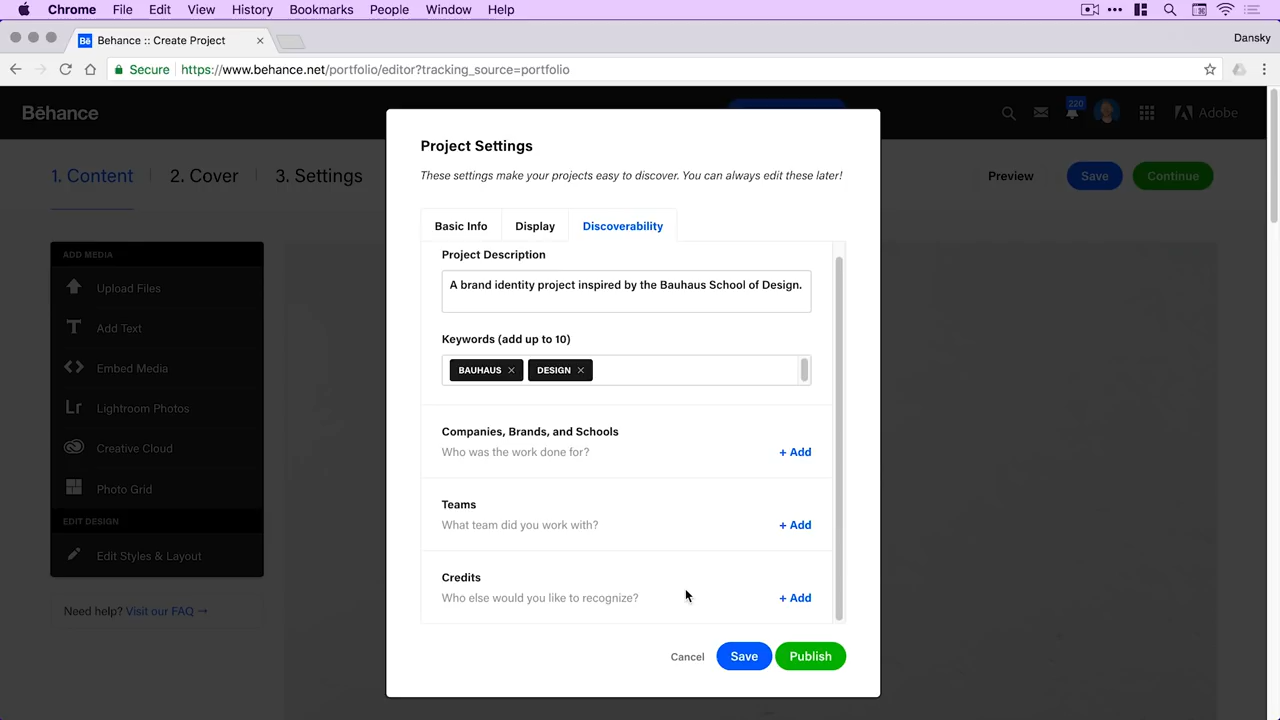 Chrome File Edit View History Bookmarks People Window Help
Bē Behance :: Create Project
Dansky
Secure https://www.behance.net/portfolio/editor?tracking_source=portfolio
Bēhance
220
Adobe
1. Content 2. Cover 3. Settings
Preview Save Continue
Project Settings
These settings make your projects easy to discover. You can always edit these later!
Basic Info Display Discoverability
ADD MEDIA
Upload Files
Add Text
Embed Media
Lr Lightroom Photos
Creative Cloud
Photo Grid
EDIT DESIGN
Edit Styles & Layout
Need help? Visit our FAQ →
Project Description
A brand identity project inspired by the Bauhaus School of Design.
Keywords (add up to 10)
BAUHAUS × DESIGN ×
Companies, Brands, and Schools
Who was the work done for? + Add
Teams
What team did you work with? + Add
Credits
Who else would you like to recognize? + Add
Cancel Save Publish